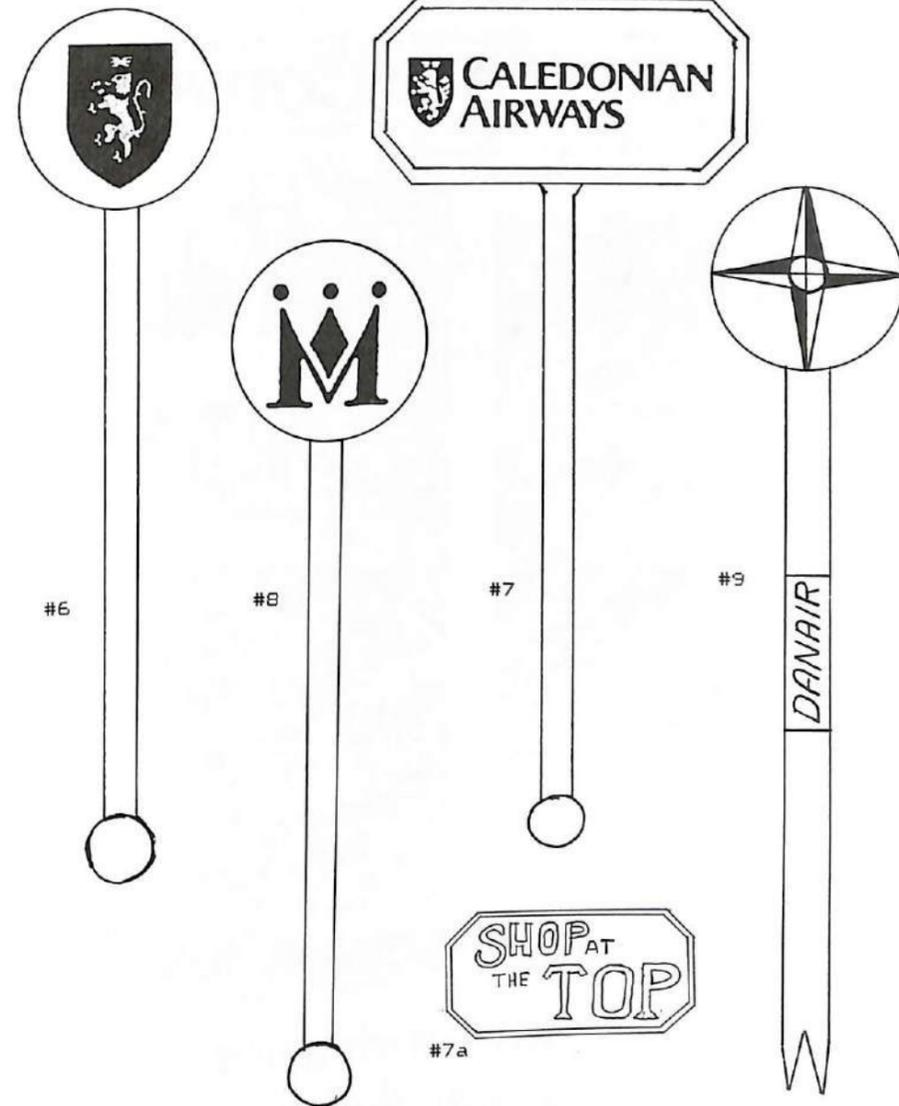 CALEDONIAN
AIRWAYS
M
#6
#8
#7
#9
DANAIR
SHOP AT
THE TOP
#7a